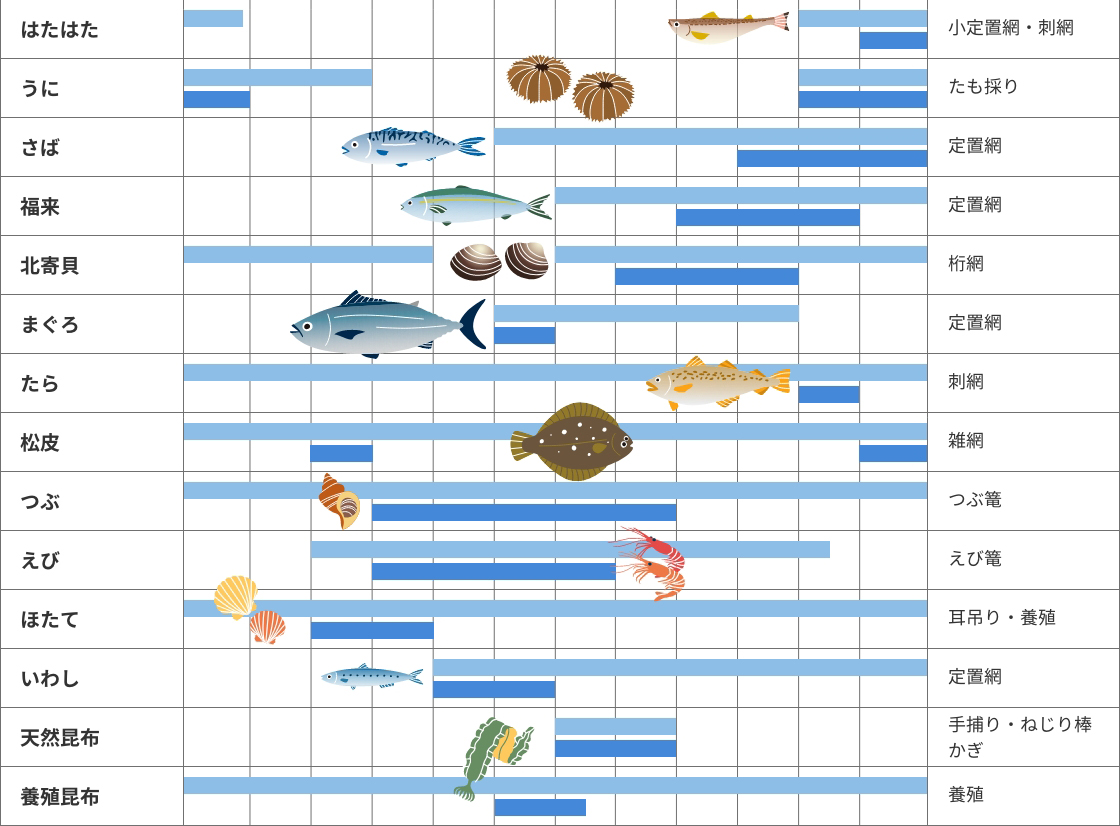 はたはた
小定置網・刺網
うに
たも採り
さば
定置網
福来
定置網
北寄貝
桁網
まぐろ
定置網
たら
刺網
松皮
雑網
つぶ
つぶ篭
えび
えび篭
ほたて
耳吊り・養殖
いわし
定置網
天然昆布
手捕り・ねじり棒
かぎ
養殖昆布
養殖